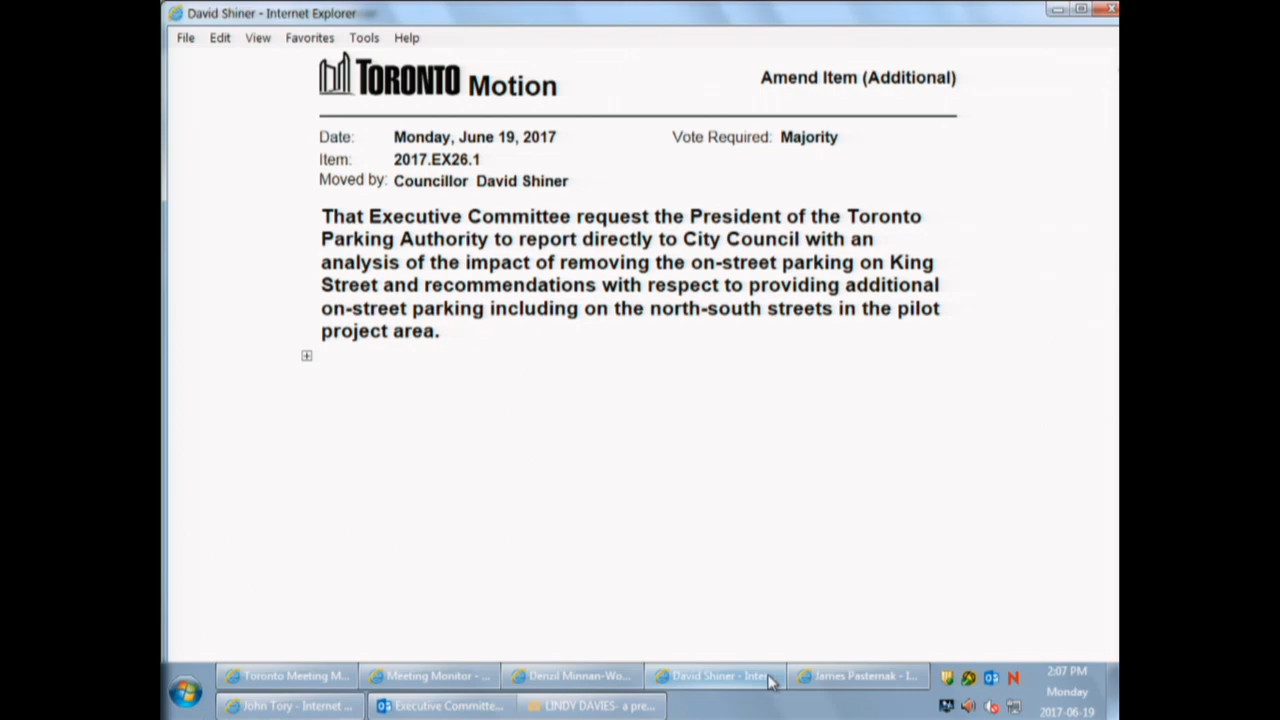 David Shiner - Internet Explorer
File Edit View Favorites Tools Help
TORONTO Motion
Amend Item (Additional)
Date: Monday, June 19, 2017
Vote Required: Majority
Item: 2017.EX26.1
Moved by: Councillor David Shiner
That Executive Committee request the President of the Toronto
Parking Authority to report directly to City Council with an
analysis of the impact of removing the on-street parking on King
Street and recommendations with respect to providing additional
on-street parking including on the north-south streets in the pilot
project area.
Toronto Meeting M... Meeting Monitor - ... Denzil Minnan-Wo... David Shiner - Inter James Pasternak - I... 2:07 PM
Monday
John Tory - Internet ... Executive Committe... LINDY DAVIES- a pre... 2017-06-19